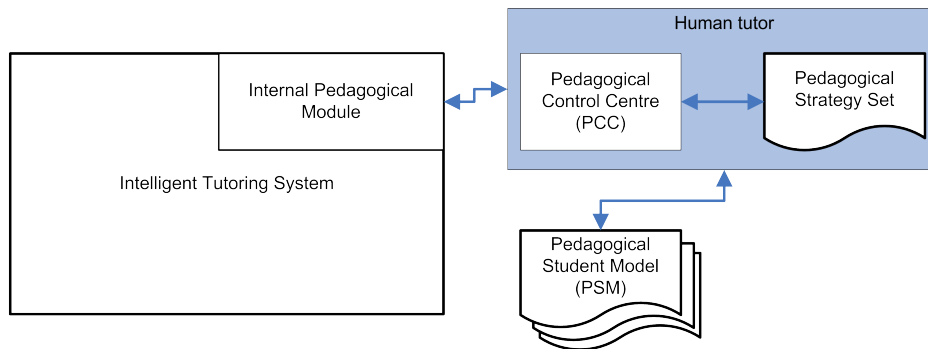 Human tutor
Internal Pedagogical
Module
Pedagogical
Control Centre
(PCC)
Pedagogical
Strategy Set
Intelligent Tutoring System
Pedagogical
Student Model
(PSM)